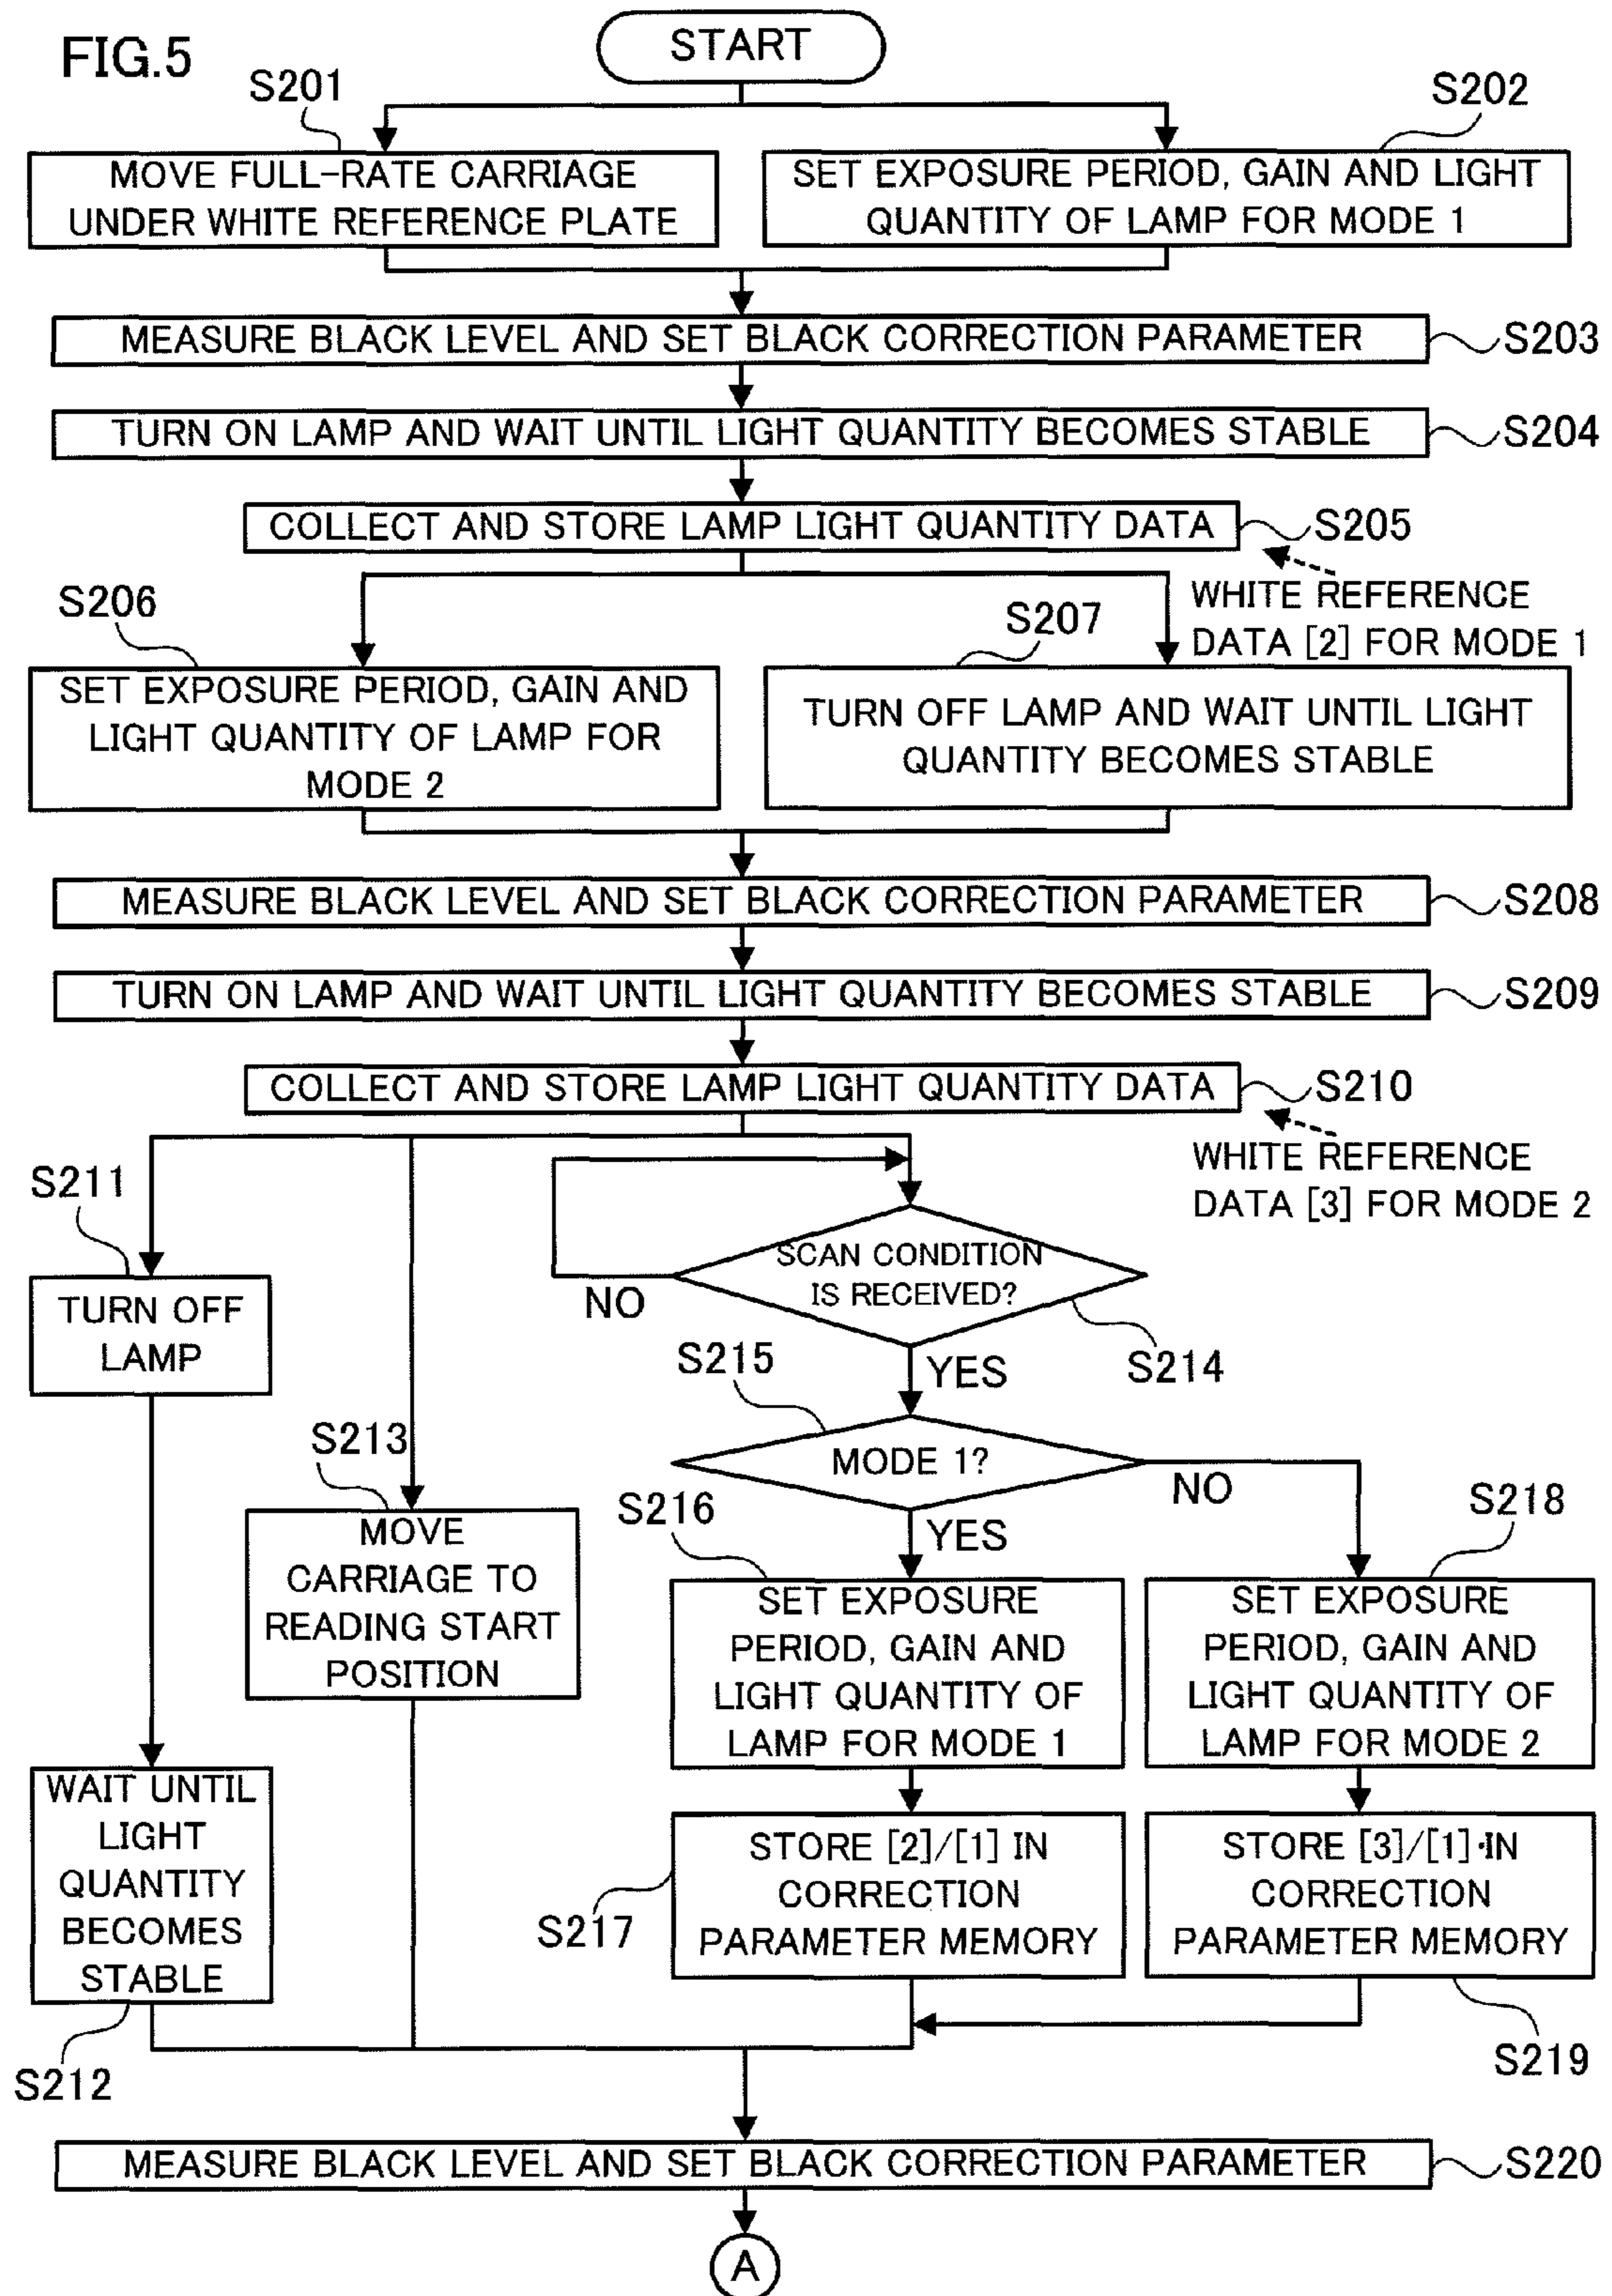 FIG.5
START
S201
S202
MOVE FULL-RATE CARRIAGE
UNDER WHITE REFERENCE PLATE
SET EXPOSURE PERIOD, GAIN AND LIGHT
QUANTITY OF LAMP FOR MODE 1
MEASURE BLACK LEVEL AND SET BLACK CORRECTION PARAMETER
S203
TURN ON LAMP AND WAIT UNTIL LIGHT QUANTITY BECOMES STABLE
S204
COLLECT AND STORE LAMP LIGHT QUANTITY DATA
S205
WHITE REFERENCE
DATA [2] FOR MODE 1
S206
S207
SET EXPOSURE PERIOD, GAIN AND
LIGHT QUANTITY OF LAMP FOR
MODE 2
TURN OFF LAMP AND WAIT UNTIL LIGHT
QUANTITY BECOMES STABLE
MEASURE BLACK LEVEL AND SET BLACK CORRECTION PARAMETER
S208
TURN ON LAMP AND WAIT UNTIL LIGHT QUANTITY BECOMES STABLE
S209
COLLECT AND STORE LAMP LIGHT QUANTITY DATA
S210
WHITE REFERENCE
DATA [3] FOR MODE 2
S211
TURN OFF
LAMP
SCAN CONDITION
IS RECEIVED?
NO
S214
YES
S215
MODE 1?
NO
YES
S213
MOVE
CARRIAGE TO
READING START
POSITION
S216
SET EXPOSURE
PERIOD, GAIN AND
LIGHT QUANTITY OF
LAMP FOR MODE 1
S218
SET EXPOSURE
PERIOD, GAIN AND
LIGHT QUANTITY OF
LAMP FOR MODE 2
WAIT UNTIL
LIGHT
QUANTITY
BECOMES
STABLE
S212
STORE [2]/[1] IN
CORRECTION
PARAMETER MEMORY
S217
STORE [3]/[1] IN
CORRECTION
PARAMETER MEMORY
S219
MEASURE BLACK LEVEL AND SET BLACK CORRECTION PARAMETER
S220
A